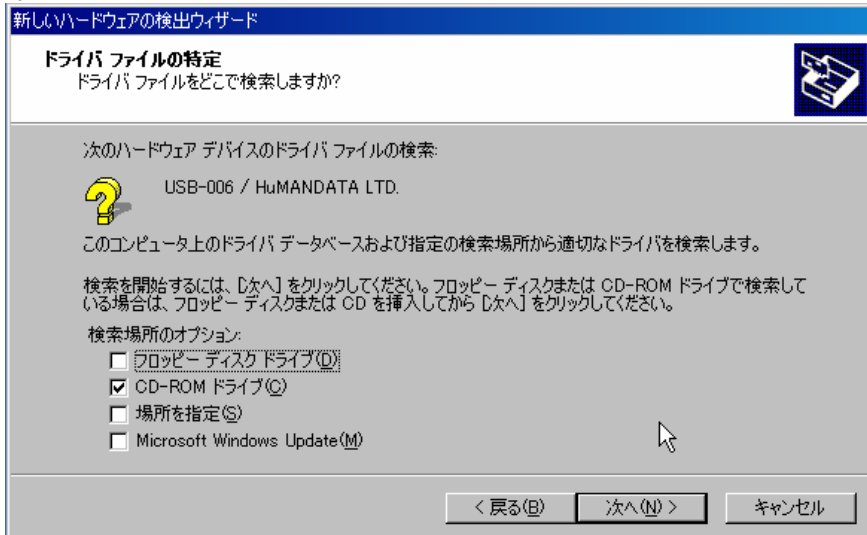 新しいハードウェアの検出ウィザード
ドライバ ファイルの特定
ドライバ ファイルをどこで検索しますか?
次のハードウェア デバイスのドライバ ファイルの検索:
USB-006 / HuMANDATA LTD.
このコンピュータ上のドライバ データベースおよび指定の検索場所から適切なドライバを検索します。
検索を開始するには、[次へ] をクリックしてください。フロッピー ディスクまたは CD-ROM ドライブで検索して
いる場合は、フロッピー ディスクまたは CD を挿入してから [次へ] をクリックしてください。
検索場所のオプション:
フロッピー ディスク ドライブ(D)
CD-ROM ドライブ(C)
場所を指定(S)
Microsoft Windows Update(M)
< 戻る(B) 次へ(N) > キャンセル